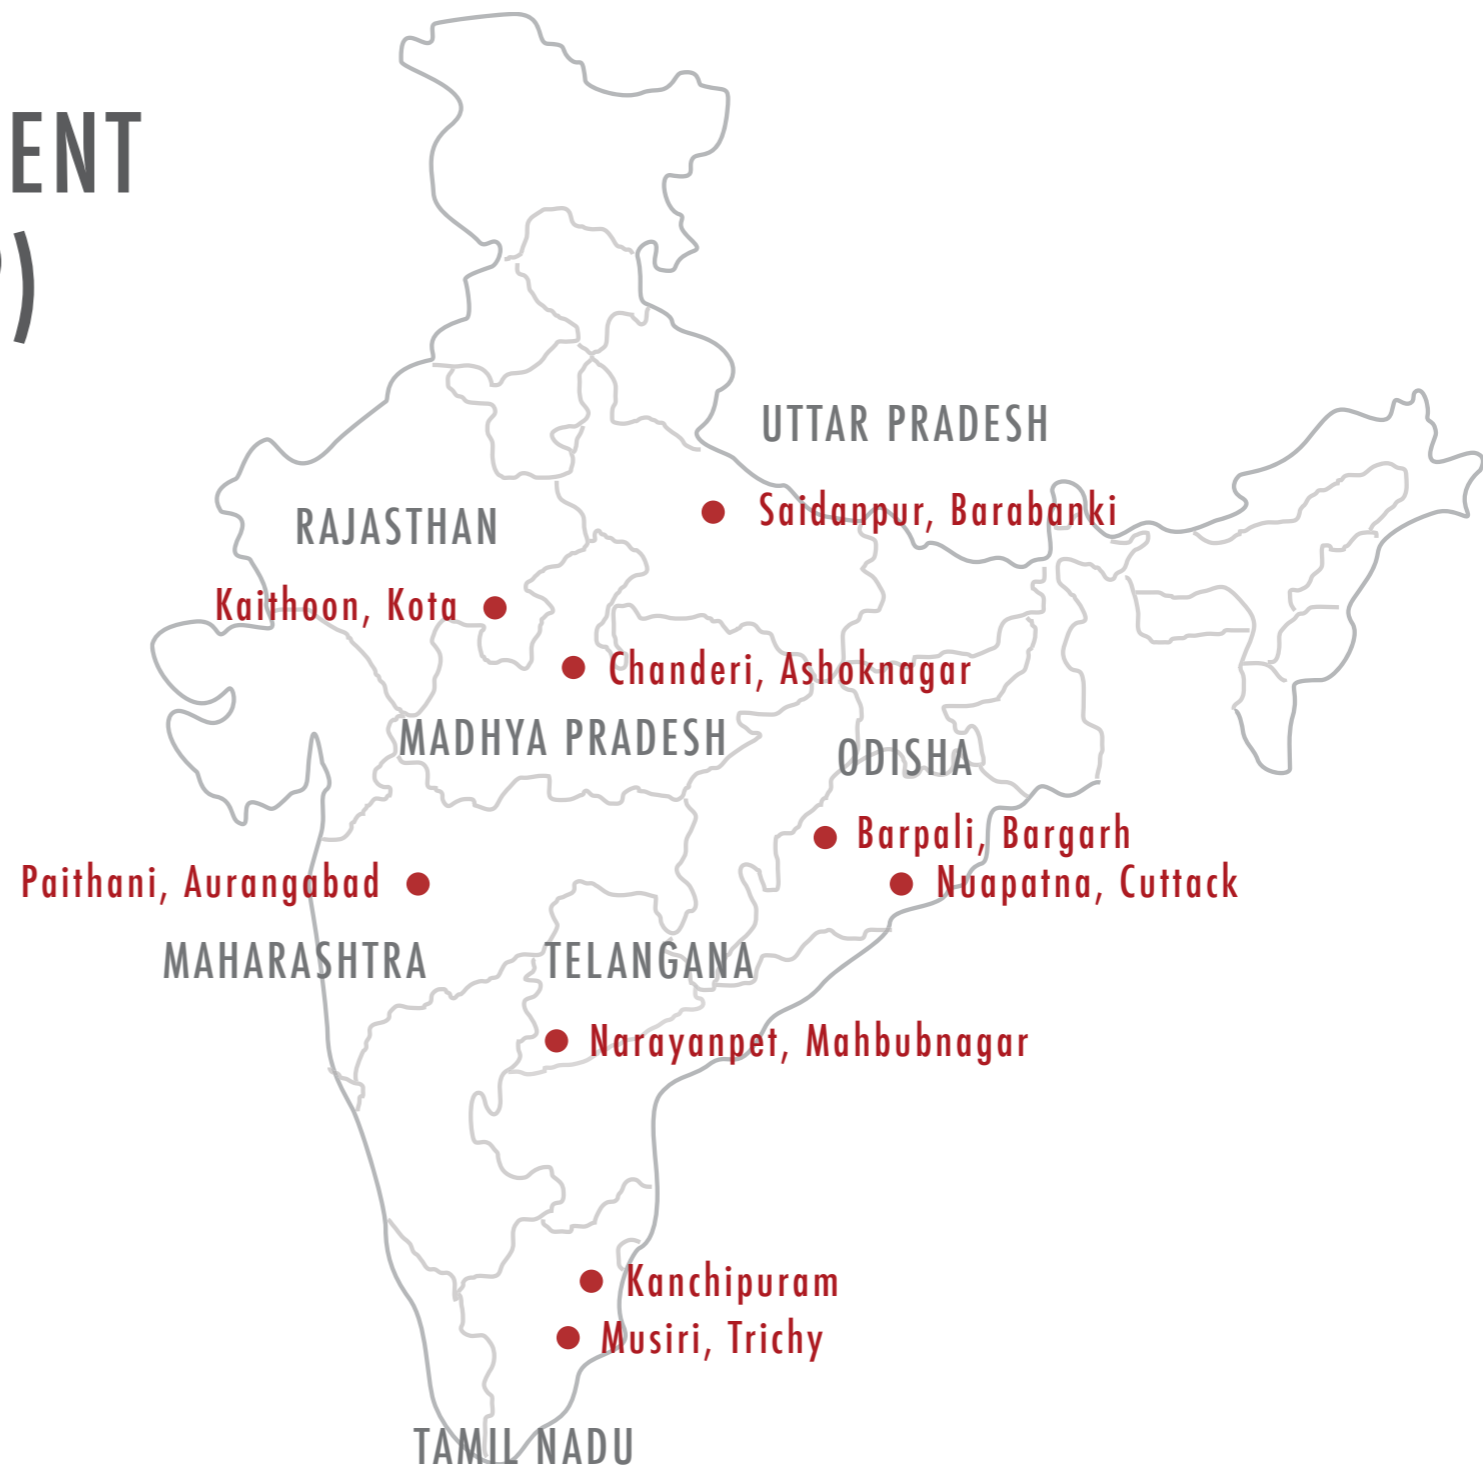 ENT
)
UTTAR PRADESH
Saidanpur, Barabanki
RAJASTHAN
Kaithoon, Kota
Chanderi, Ashoknagar
MADHYA PRADESH
ODISHA
Barpali, Bargarh
Paithani, Aurangabad
Nuapatna, Cuttack
MAHARASHTRA
TELANGANA
Narayanpet, Mahbubnagar
Kanchipuram
Musiri, Trichy
TAMIL NADU